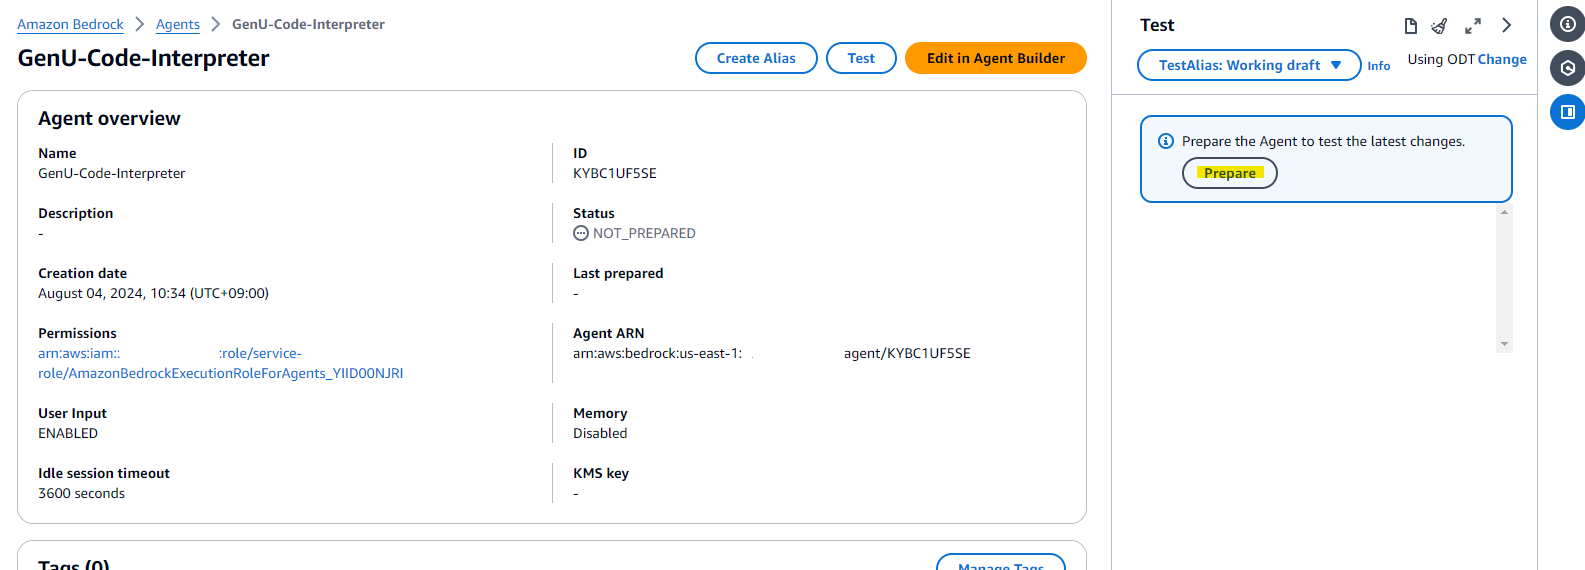 Amazon Bedrock > Agents > GenU-Code-Interpreter
GenU-Code-Interpreter
Create Alias
Test
Edit in Agent Builder
Agent overview
Name
GenU-Code-Interpreter
ID
KYBC1UF5SE
Description
-
Status
NOT_PREPARED
Creation date
August 04, 2024, 10:34 (UTC+09:00)
Last prepared
-
Permissions
arn:aws:iam:: :role/service-
role/AmazonBedrockExecutionRoleForAgents_YIID00NJRI
Agent ARN
arn:aws:bedrock:us-east-1: agent/KYBC1UF5SE
User Input
ENABLED
Memory
Disabled
Idle session timeout
3600 seconds
KMS key
-
Tags (0)
Manage Tags
Test
TestAlias: Working draft
Info
Using ODT Change
Prepare the Agent to test the latest changes.
Prepare